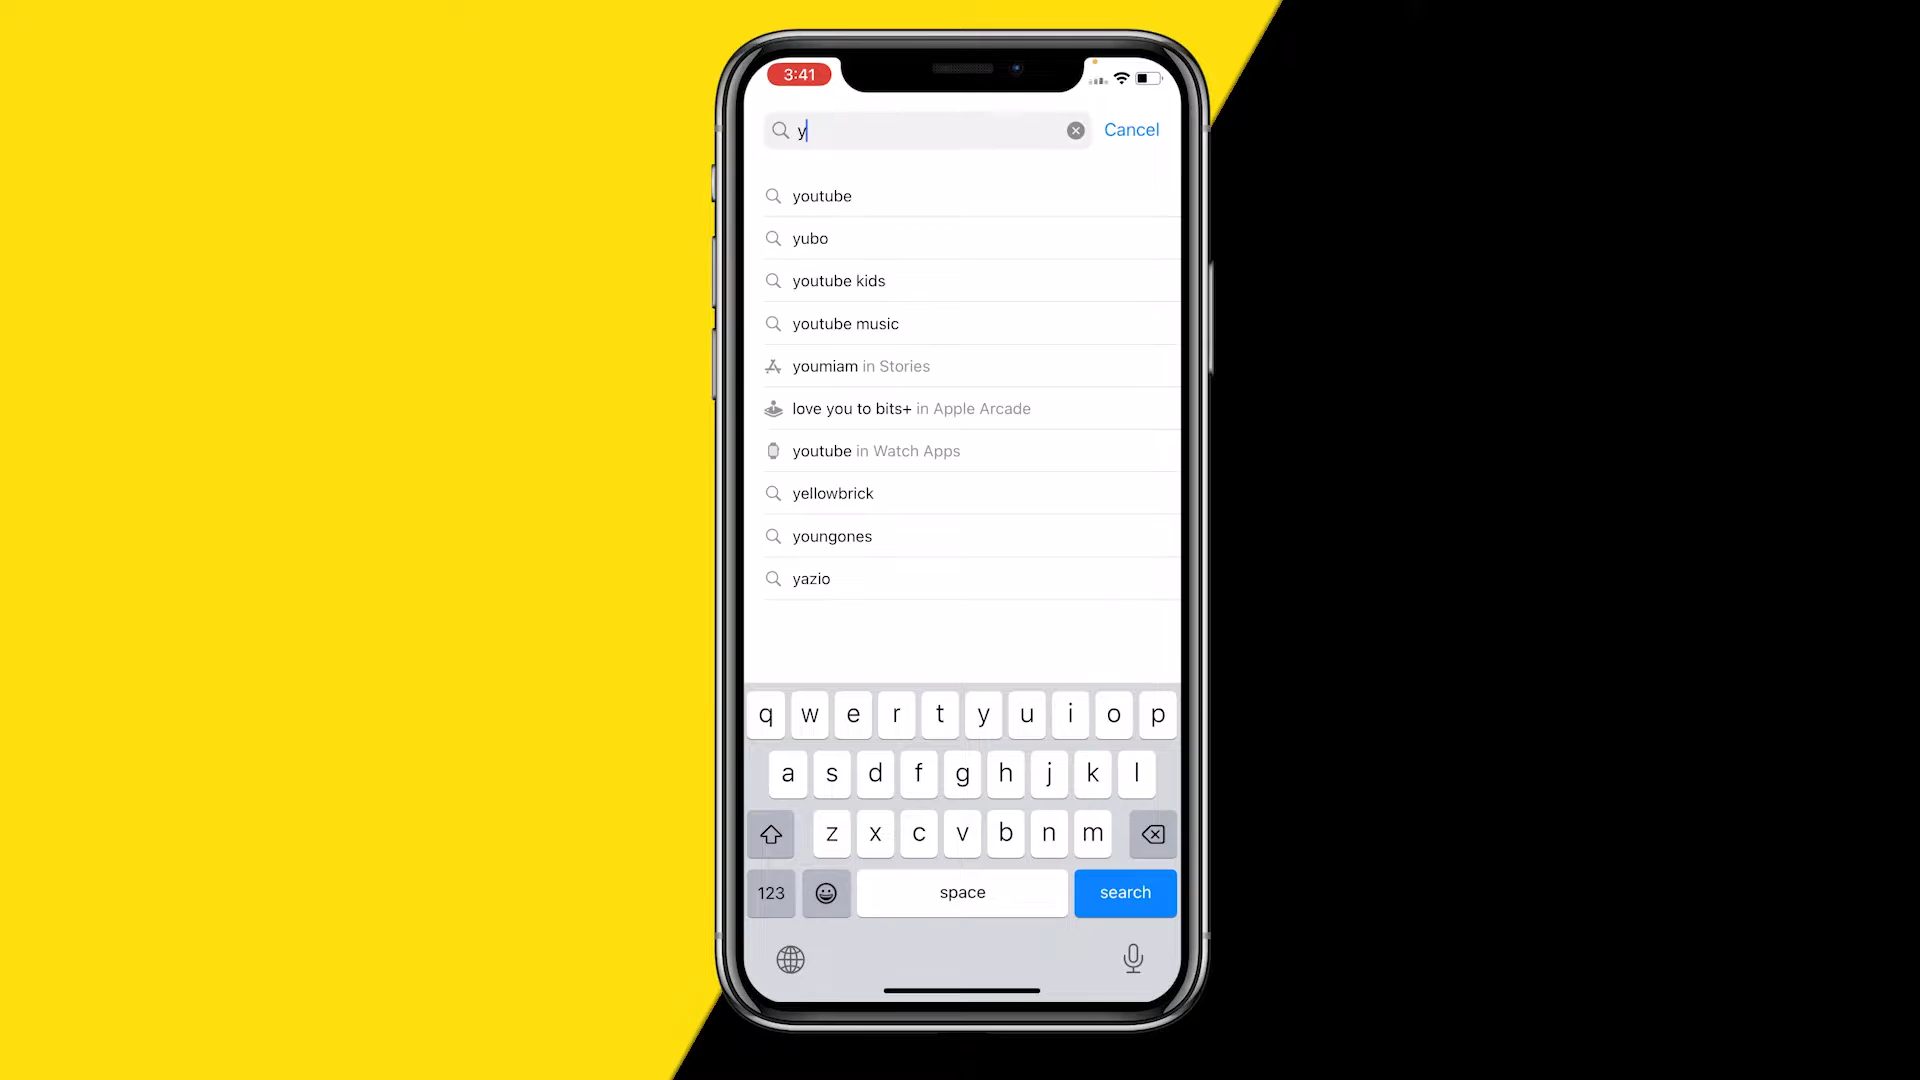 3:41
y
Cancel
youtube
yubo
youtube kids
youtube music
youmiam in Stories
love you to bits+ in Apple Arcade
youtube in Watch Apps
yellowbrick
youngones
yazio
q w e r t y u i o p
a s d f g h j k l
z x c v b n m
123 space search